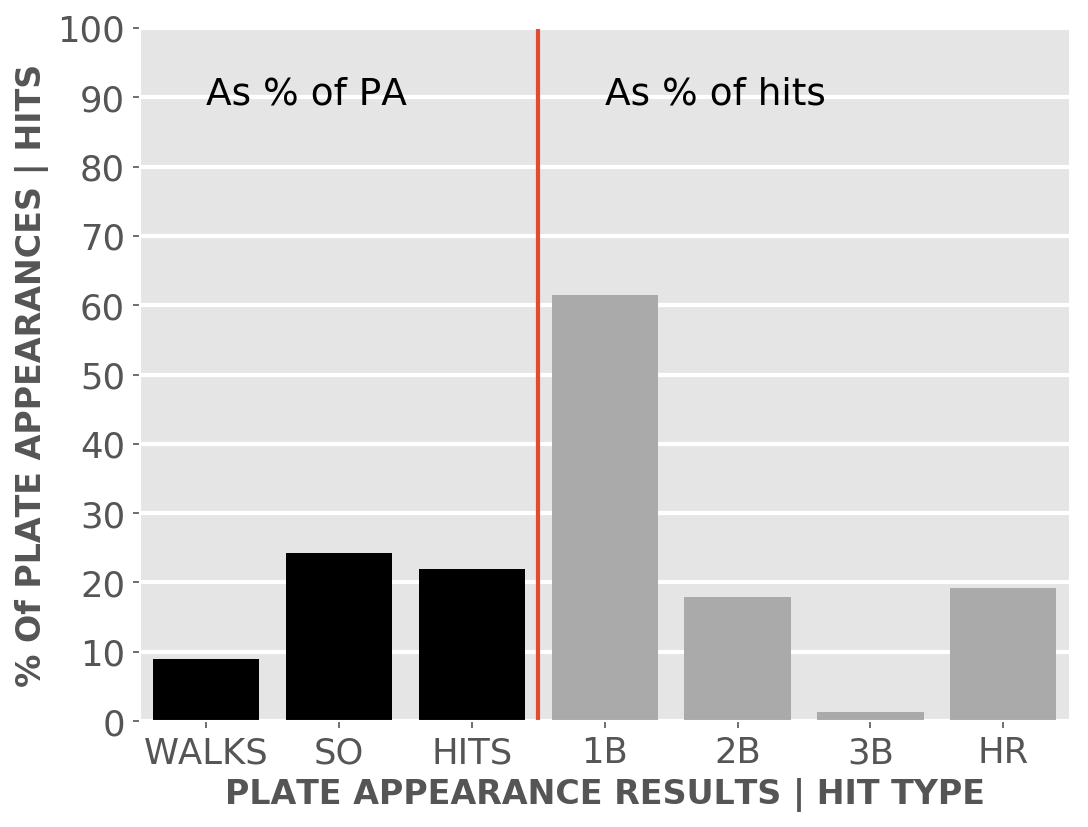 % Of PLATE APPEARANCES | HITS
100
90
80
70
60
50
40
30
20
10
0
As % of PA
As % of hits
WALKS SO HITS 1B 2B 3B HR
PLATE APPEARANCE RESULTS | HIT TYPE